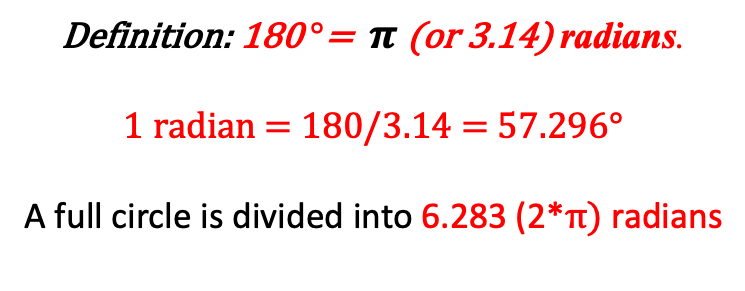 Definition: 180° = π (or 3.14) radians.
1 radian = 180/3.14 = 57.296°
A full circle is divided into 6.283 (2*π) radians